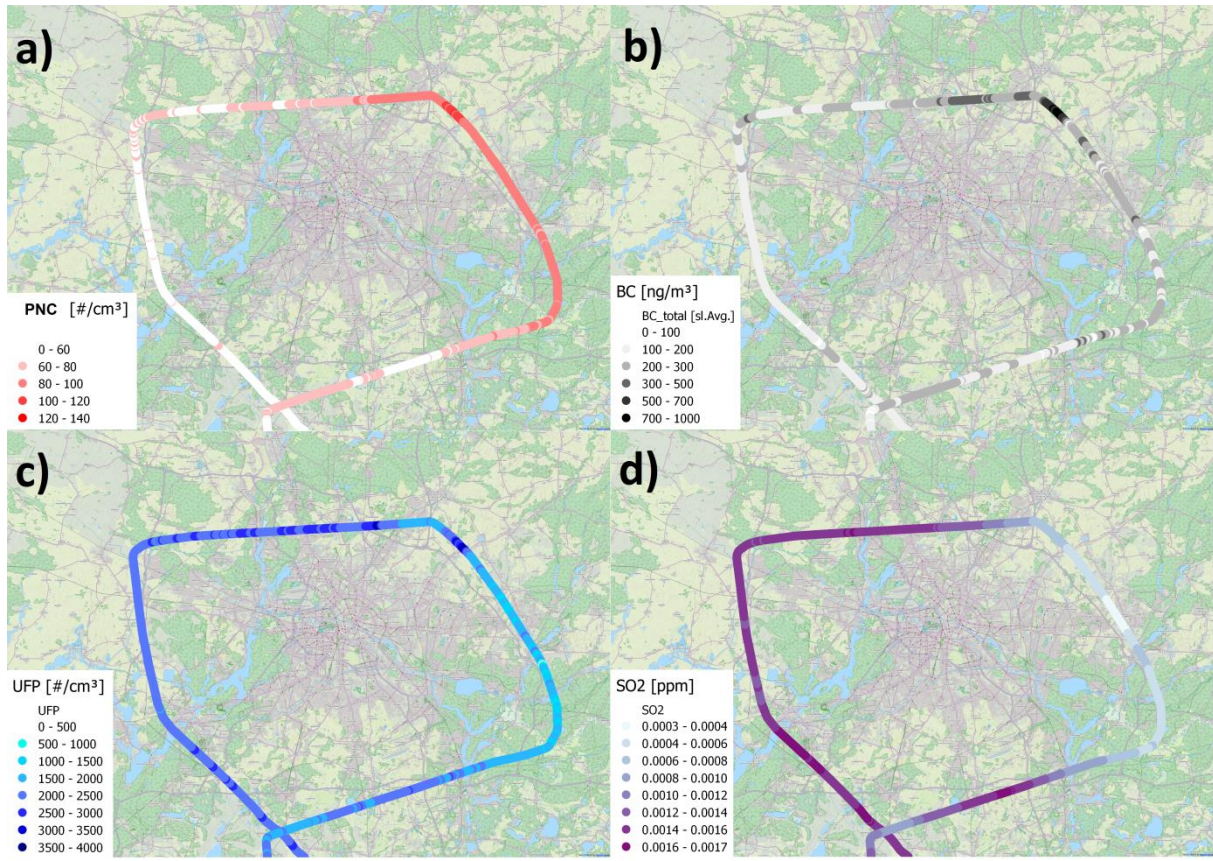 a)
PNC [#/cm³]
0 - 60
60 - 80
80 - 100
100 - 120
120 - 140
b)
BC [ng/m³]
BC_total [sl.Avg.]
0 - 100
100 - 200
200 - 300
300 - 500
500 - 700
700 - 1000
c)
UFP [#/cm³]
UFP
0 - 500
500 - 1000
1000 - 1500
1500 - 2000
2000 - 2500
2500 - 3000
3000 - 3500
3500 - 4000
d)
SO2 [ppm]
SO2
0.0003 - 0.0004
0.0004 - 0.0006
0.0006 - 0.0008
0.0008 - 0.0010
0.0010 - 0.0012
0.0012 - 0.0014
0.0014 - 0.0016
0.0016 - 0.0017